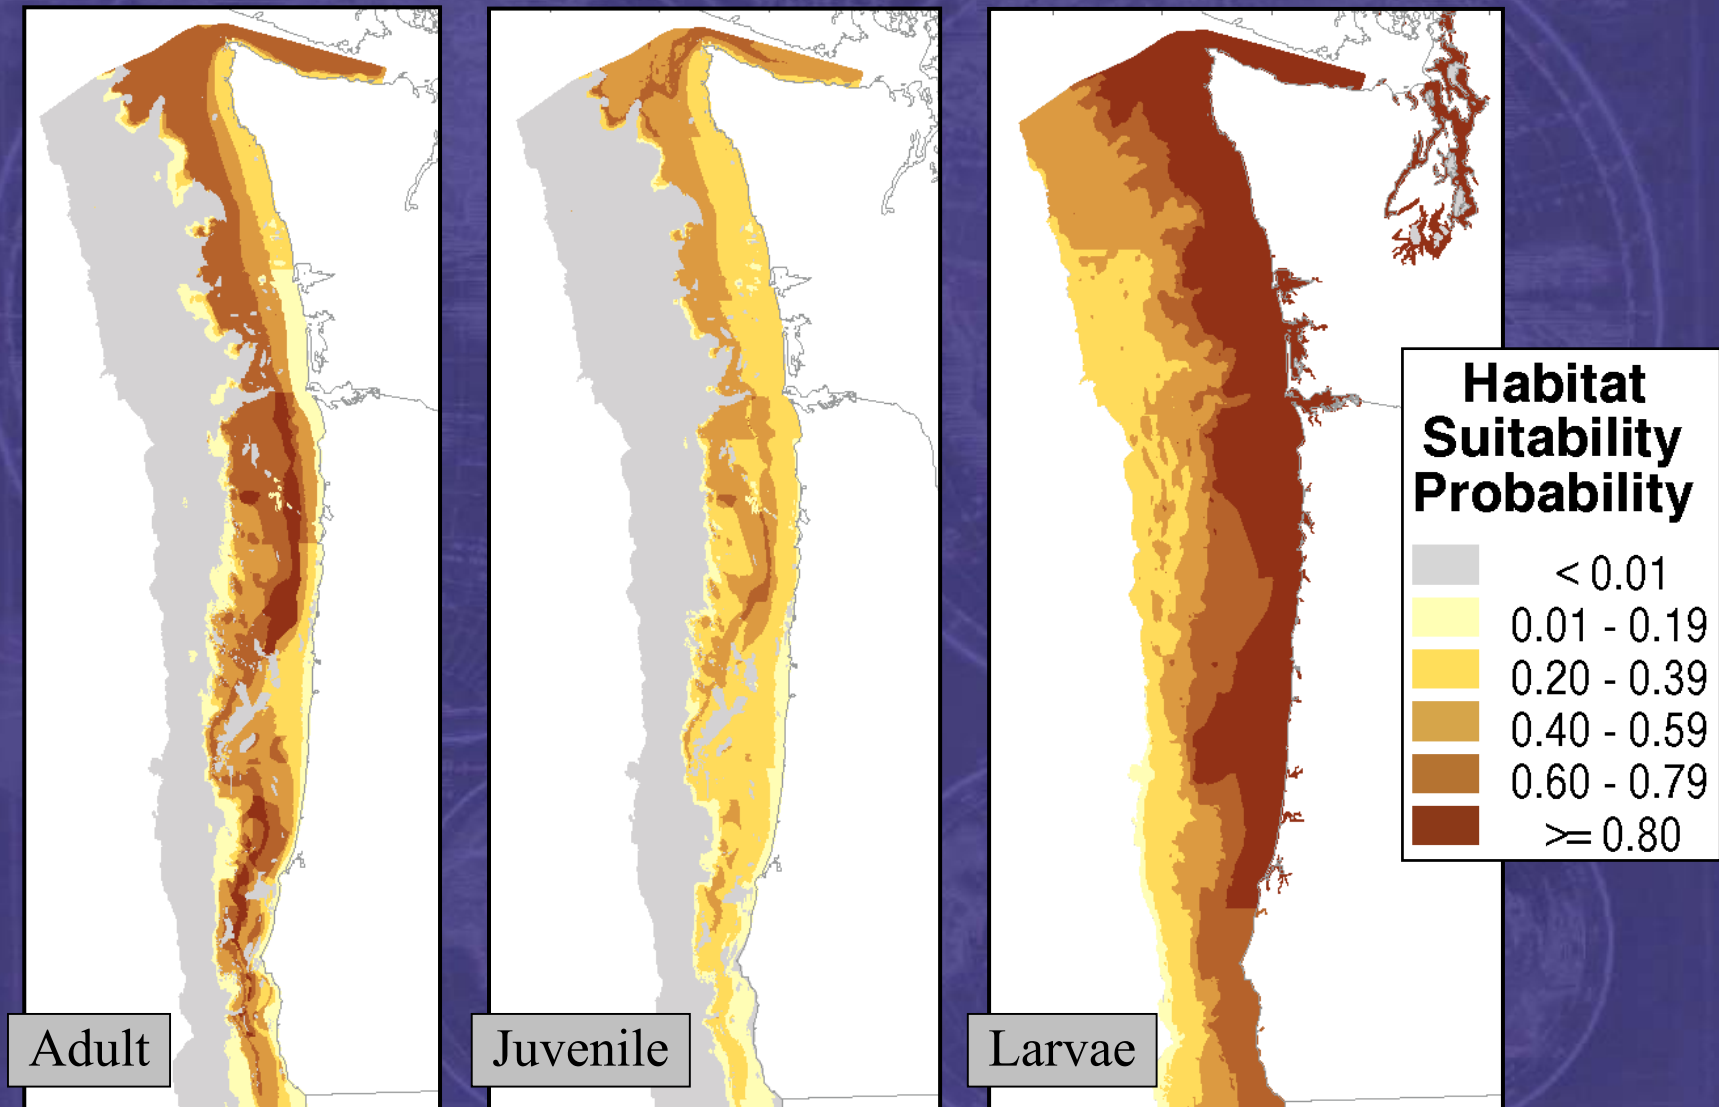 Habitat
Suitability
Probability
< 0.01
0.01 - 0.19
0.20 - 0.39
0.40 - 0.59
0.60 - 0.79
>= 0.80
Adult
Juvenile
Larvae